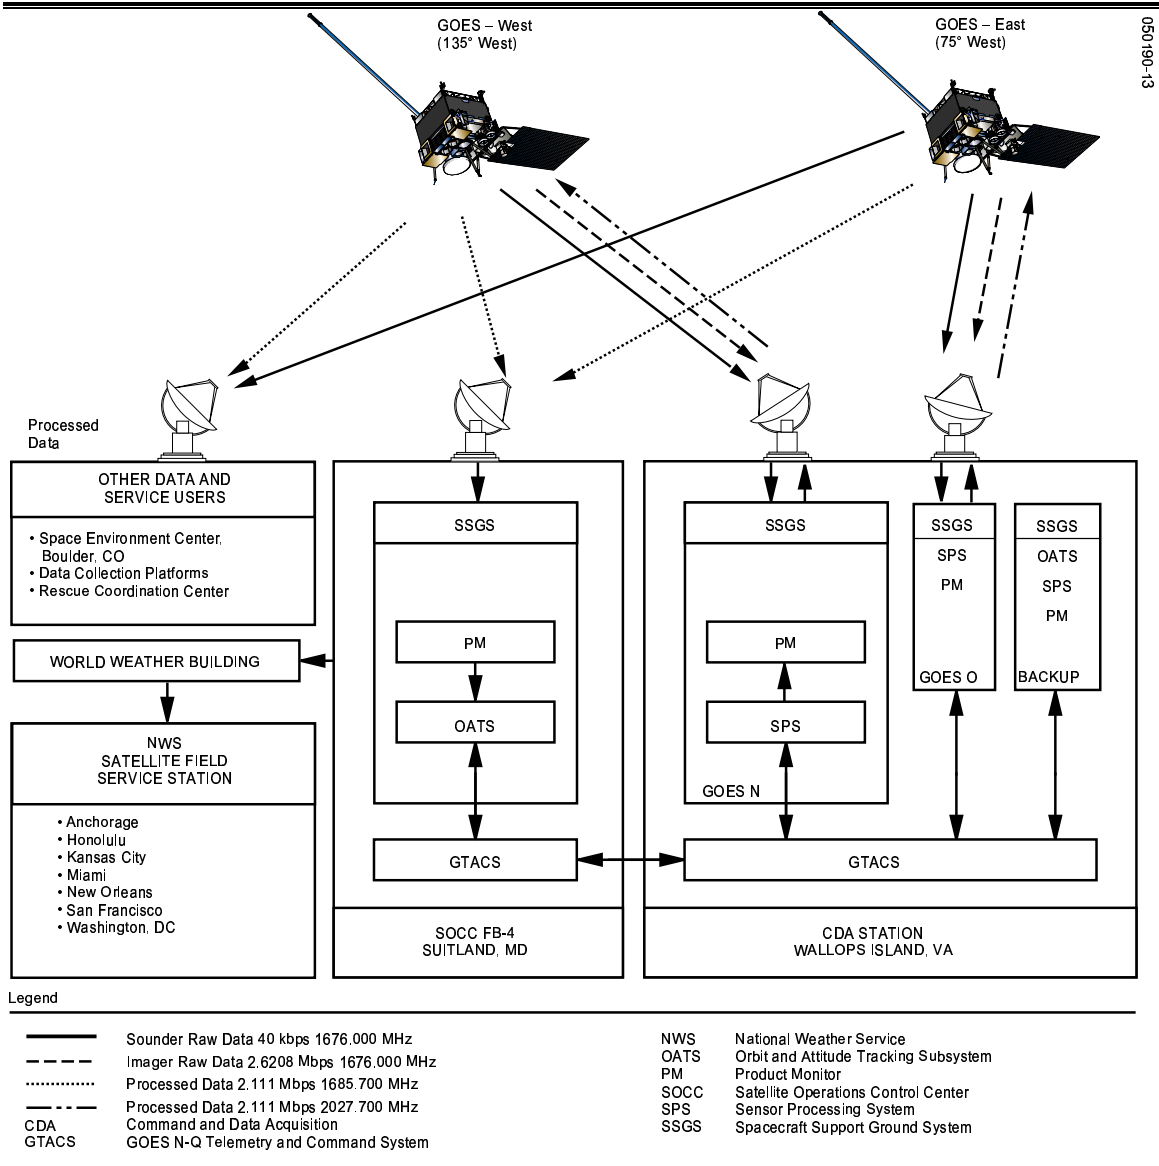 GOES – West
(135° West)
GOES – East
(75° West)
050190-13
Processed
Data
OTHER DATA AND
SERVICE USERS
• Space Environment Center,
Boulder, CO
• Data Collection Platforms
• Rescue Coordination Center
WORLD WEATHER BUILDING
NWS
SATELLITE FIELD
SERVICE STATION
• Anchorage
• Honolulu
• Kansas City
• Miami
• New Orleans
• San Francisco
• Washington, DC
SSGS
PM
OATS
GTACS
SOCC FB-4
SUITLAND, MD
SSGS
PM
SPS
GOES N
SSGS
SPS
PM
GOES O
SSGS
OATS
SPS
PM
BACKUP
GTACS
CDA STATION
WALLOPS ISLAND, VA
Legend
Sounder Raw Data 40 kbps 1676.000 MHz
Imager Raw Data 2.6208 Mbps 1676.000 MHz
Processed Data 2.111 Mbps 1685.700 MHz
Processed Data 2.111 Mbps 2027.700 MHz
CDA Command and Data Acquisition
GTACS GOES N-Q Telemetry and Command System
NWS National Weather Service
OATS Orbit and Attitude Tracking Subsystem
PM Product Monitor
SOCC Satellite Operations Control Center
SPS Sensor Processing System
SSGS Spacecraft Support Ground System